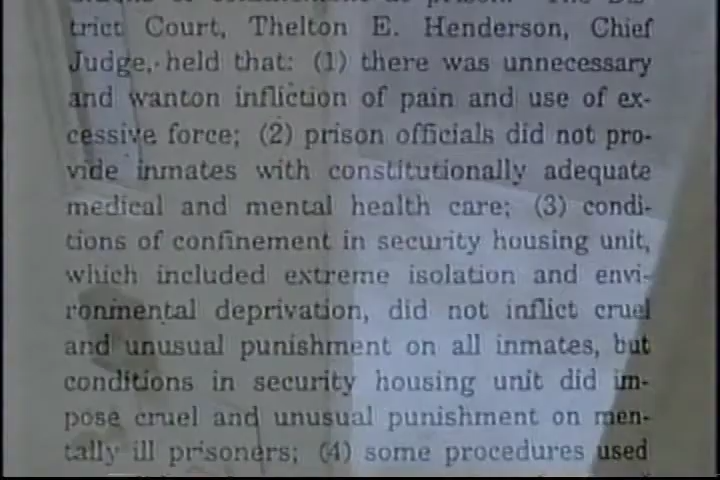 trict Court, Thelton E. Henderson, Chief
Judge, held that: (1) there was unnecessary
and wanton infliction of pain and use of ex-
cessive force; (2) prison officials did not pro-
vide inmates with constitutionally adequate
medical and mental health care; (3) condi-
tions of confinement in security housing unit,
which included extreme isolation and envi-
ronmental deprivation, did not inflict cruel
and unusual punishment on all inmates, but
conditions in security housing unit did im-
pose cruel and unusual punishment on men-
tally ill prisoners; (4) some procedures used